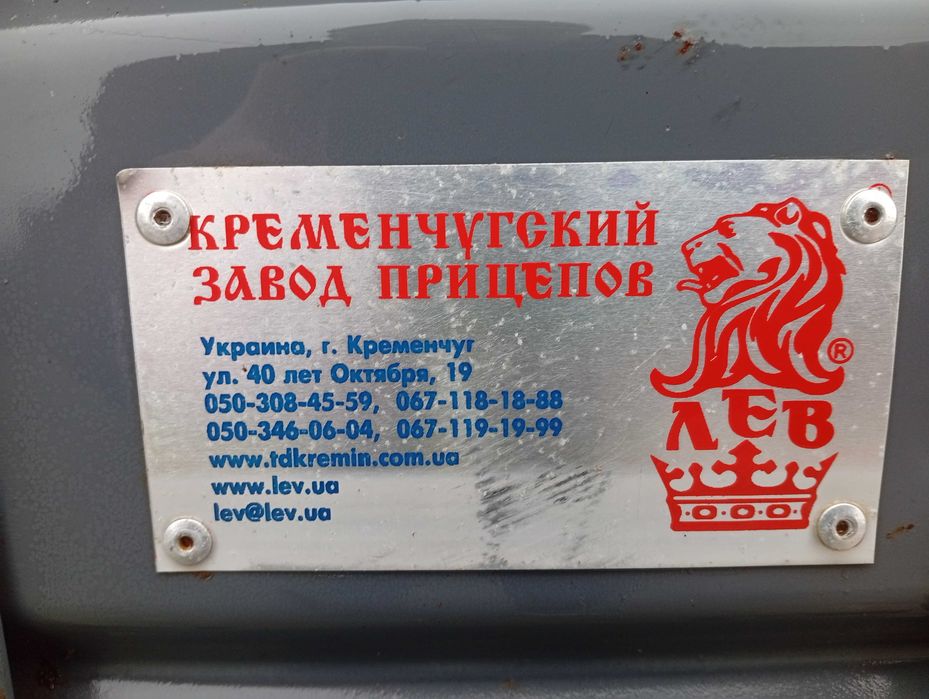 КРЕМЕНЧУГСКИЙ
ЗАВОД ПРИЦЕПОВ
Украина, г. Кременчуг
ул. 40 лет Октября, 19
050-308-45-59, 067-118-18-88
050-346-06-04, 067-119-19-99
www.tdkremin.com.ua
www.lev.ua
lev@lev.ua
®
ЛЕВ